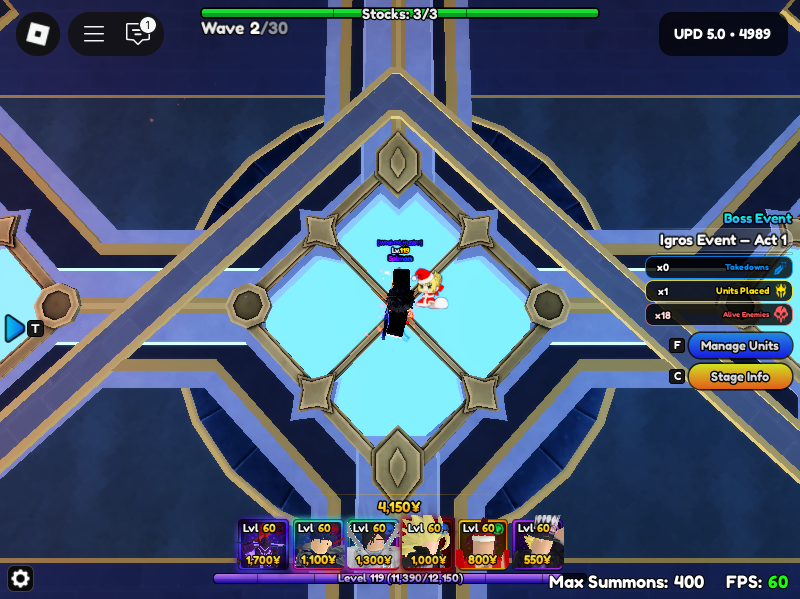 Stocks: 3/3
1
Wave 2/30
UPD 5.0 • 4989
Boss Event
Igros Event – Act 1
x0 Takedowns
x1 Units Placed
x18 Alive Enemies
T
F Manage Units
C Stage Info
Lv.119
4,150¥
Lvl 60 Lvl 60 Lvl 60 Lvl 60 Lvl 60 Lvl 60
1,700¥ 1,100¥ 1,300¥ 1,000¥ 800¥ 550¥
Level 119 (11,390/12,150)
Max Summons: 400 FPS: 60